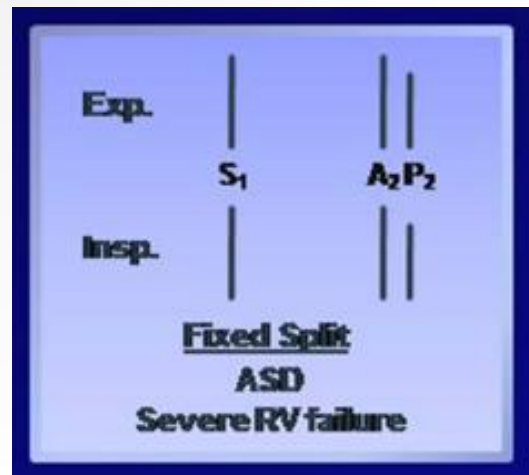 Exp.
S₁ A₂ P₂
Insp.
Fixed Split
ASD
Severe RV failure